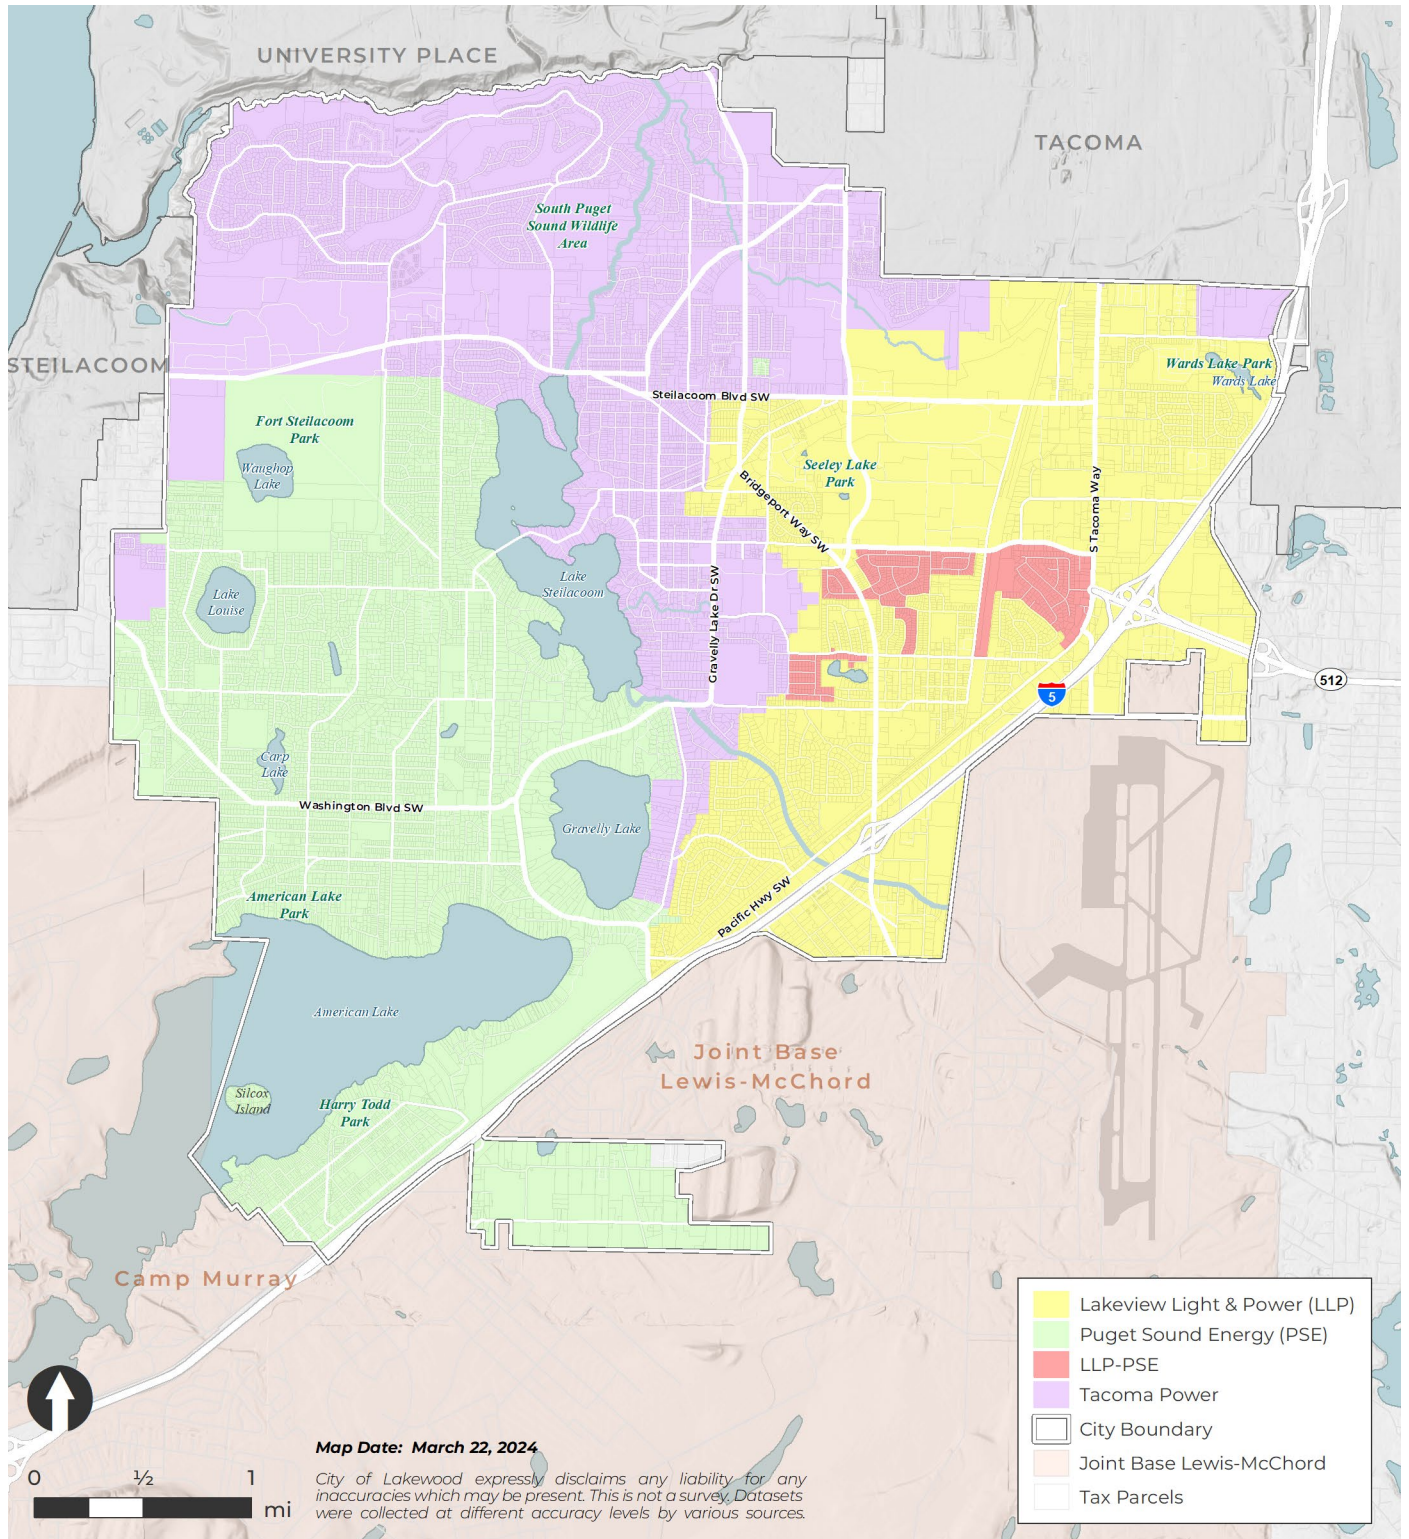 UNIVERSITY PLACE
TACOMA
South Puget
Sound Wildlife
Area
STEILACOOM
Wards Lake Park
Wards Lake
Steilacoom Blvd SW
Fort Steilacoom
Park
Waughop
Lake
Seeley Lake
Park
Bridgeport Way SW
S Tacoma Way
Lake
Louise
Lake
Steilacoom
Gravelly Lake Dr SW
512
5
Carp
Lake
Washington Blvd SW
Gravelly Lake
American Lake
Park
Pacific Hwy SW
American Lake
Joint Base
Lewis-McChord
Silcox
Island
Harry Todd
Park
Camp Murray
Lakeview Light & Power (LLP)
Puget Sound Energy (PSE)
LLP-PSE
Tacoma Power
City Boundary
Joint Base Lewis-McChord
Tax Parcels
Map Date: March 22, 2024
0 ½ 1
mi
City of Lakewood expressly disclaims any liability for any
inaccuracies which may be present. This is not a survey. Datasets
were collected at different accuracy levels by various sources.